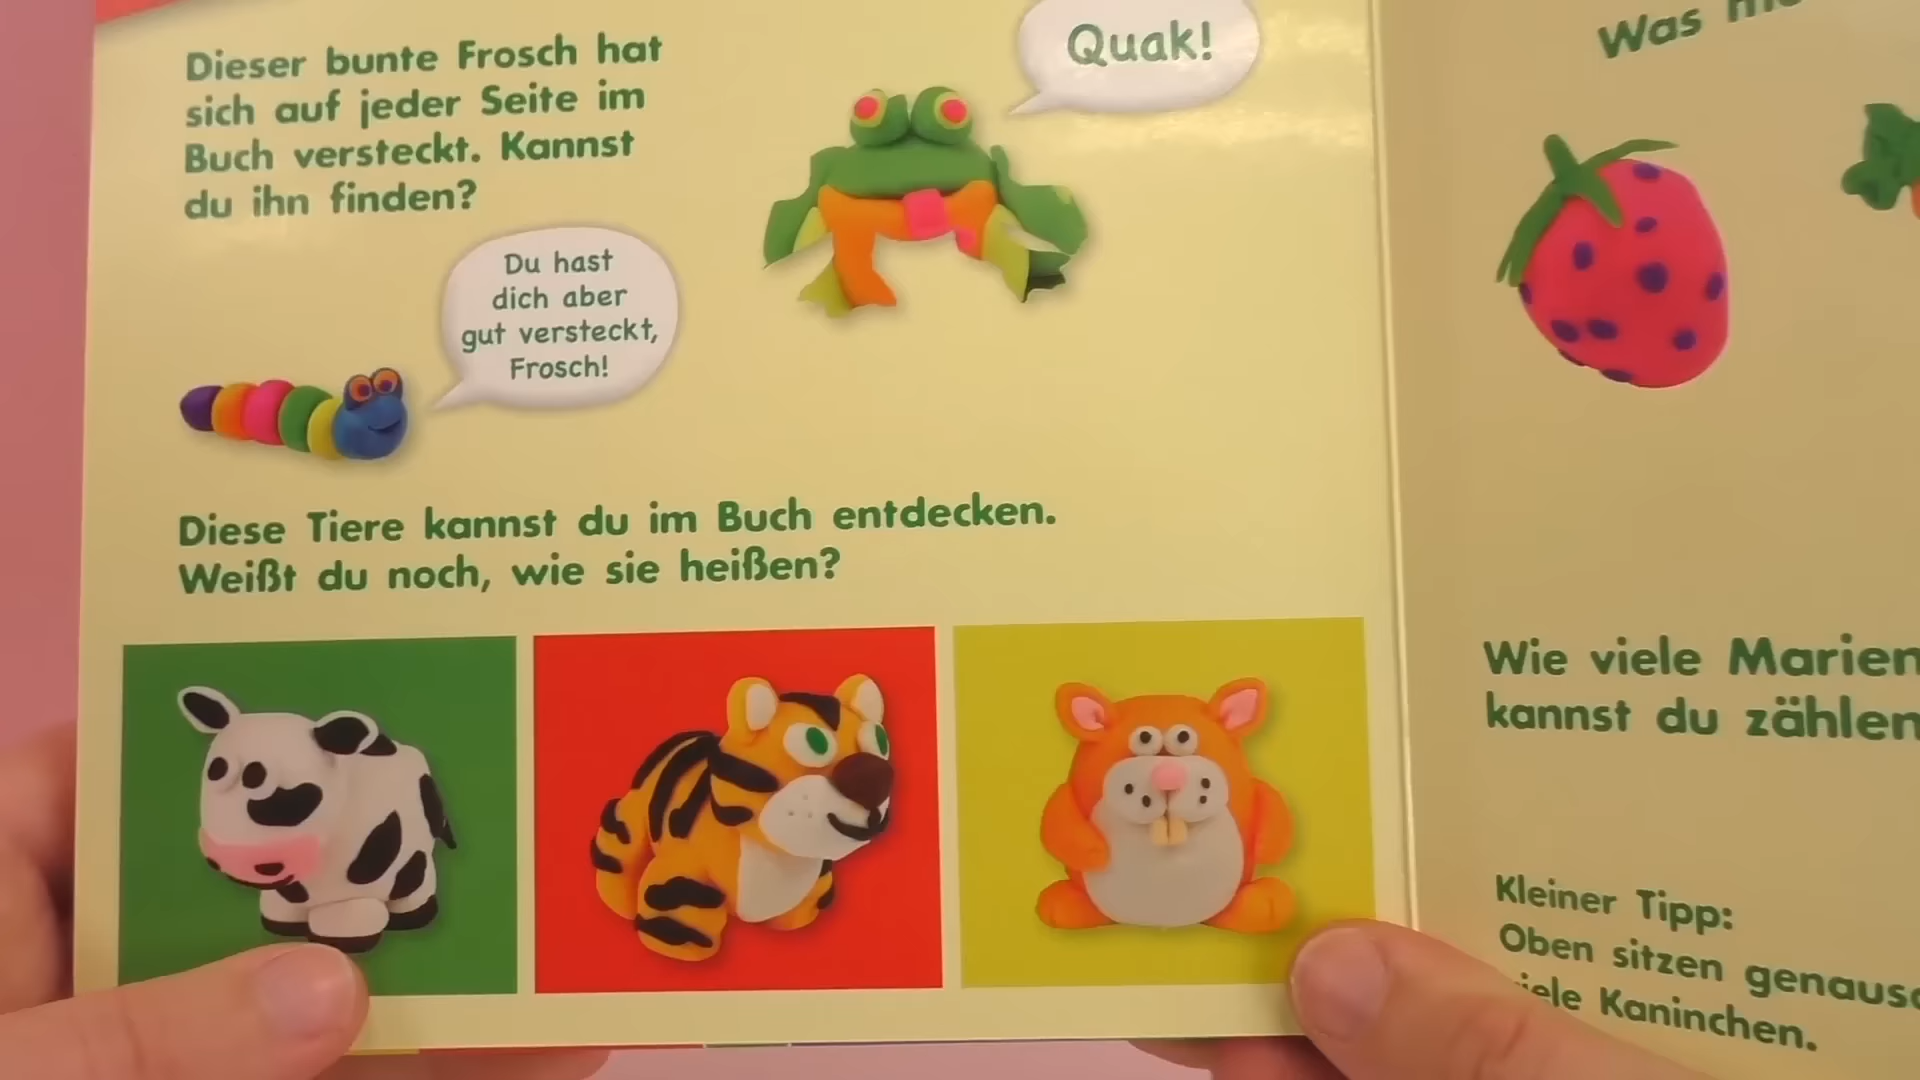 Dieser bunte Frosch hat
sich auf jeder Seite im
Buch versteckt. Kannst
du ihn finden?
Quak!
Du hast
dich aber
gut versteckt,
Frosch!
Diese Tiere kannst du im Buch entdecken.
Weißt du noch, wie sie heißen?
Was
Wie viele Marien
kannst du zählen
Kleiner Tipp:
Oben sitzen genauso
viele Kaninchen.